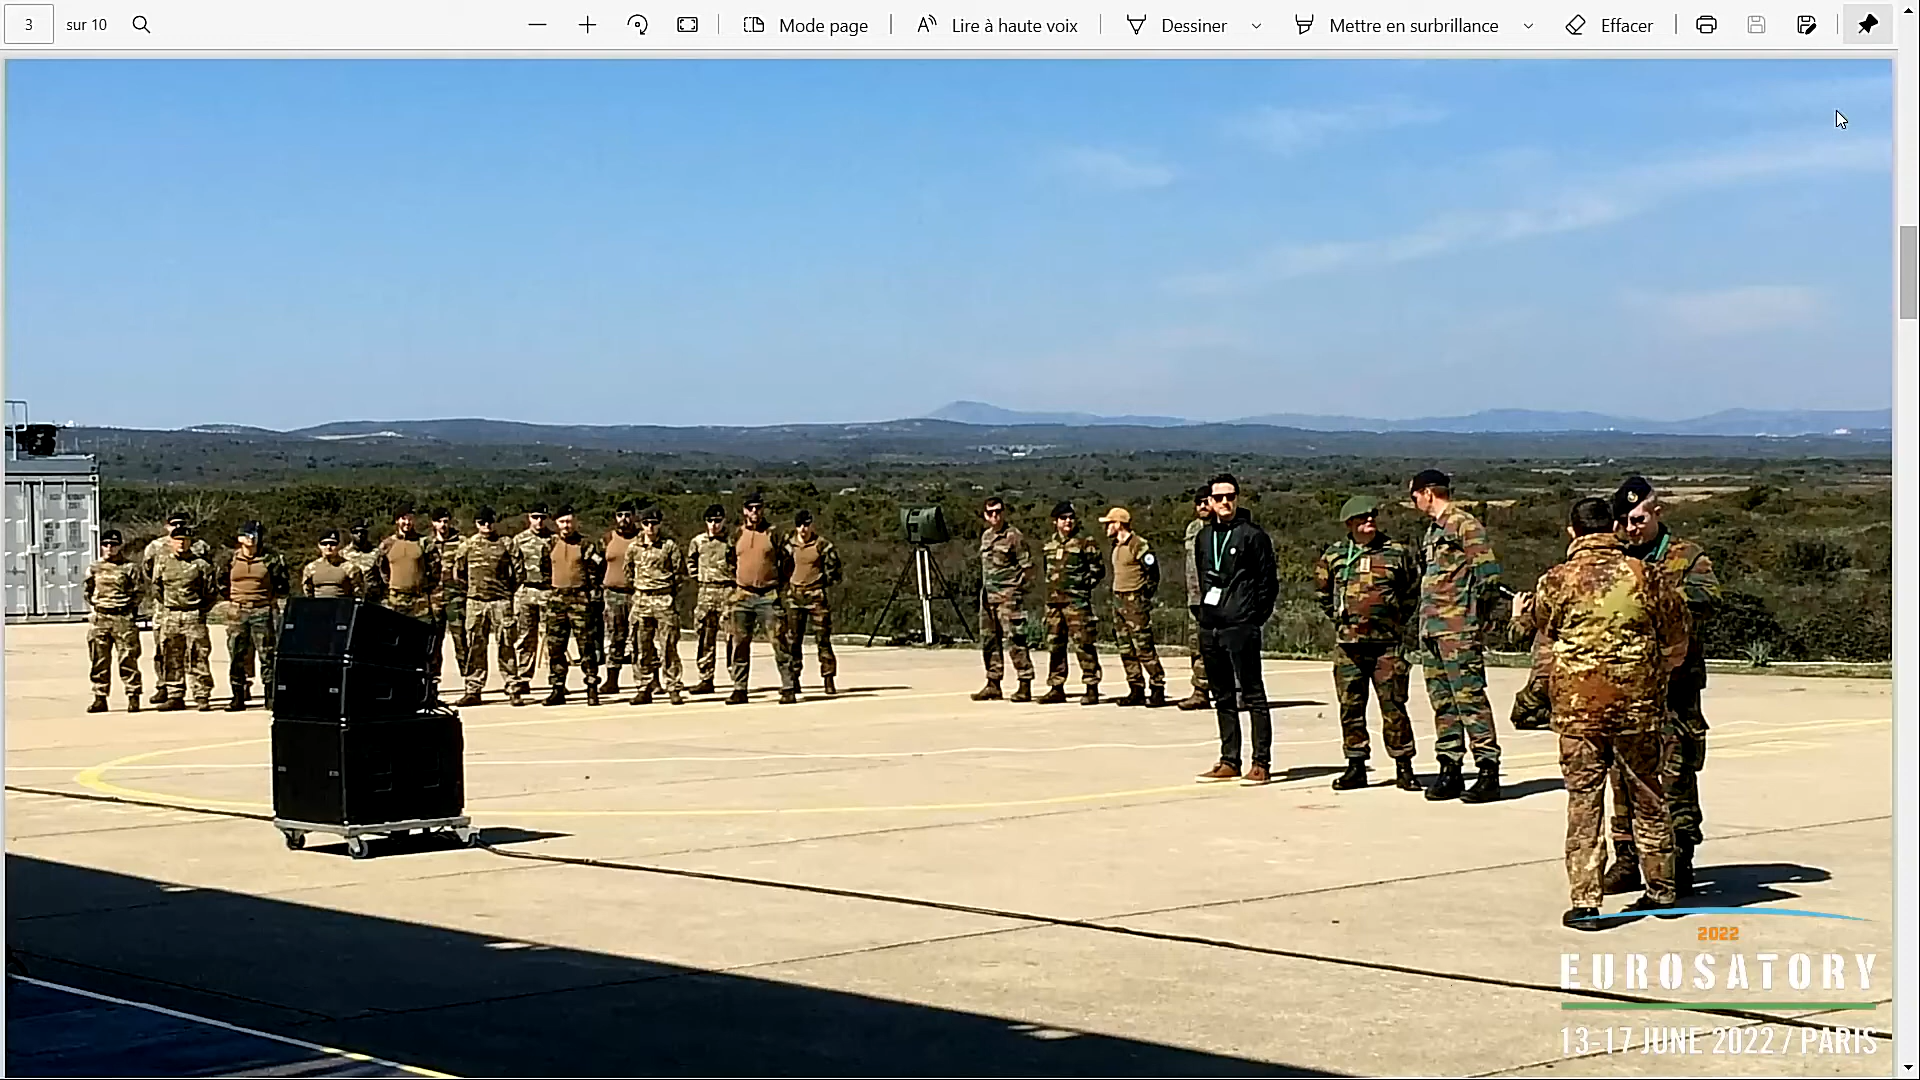 3 sur 10 Mode page Lire à haute voix Dessiner Mettre en surbrillance Effacer
2022
EUROSATORY
13-17 JUNE 2022 / PARIS